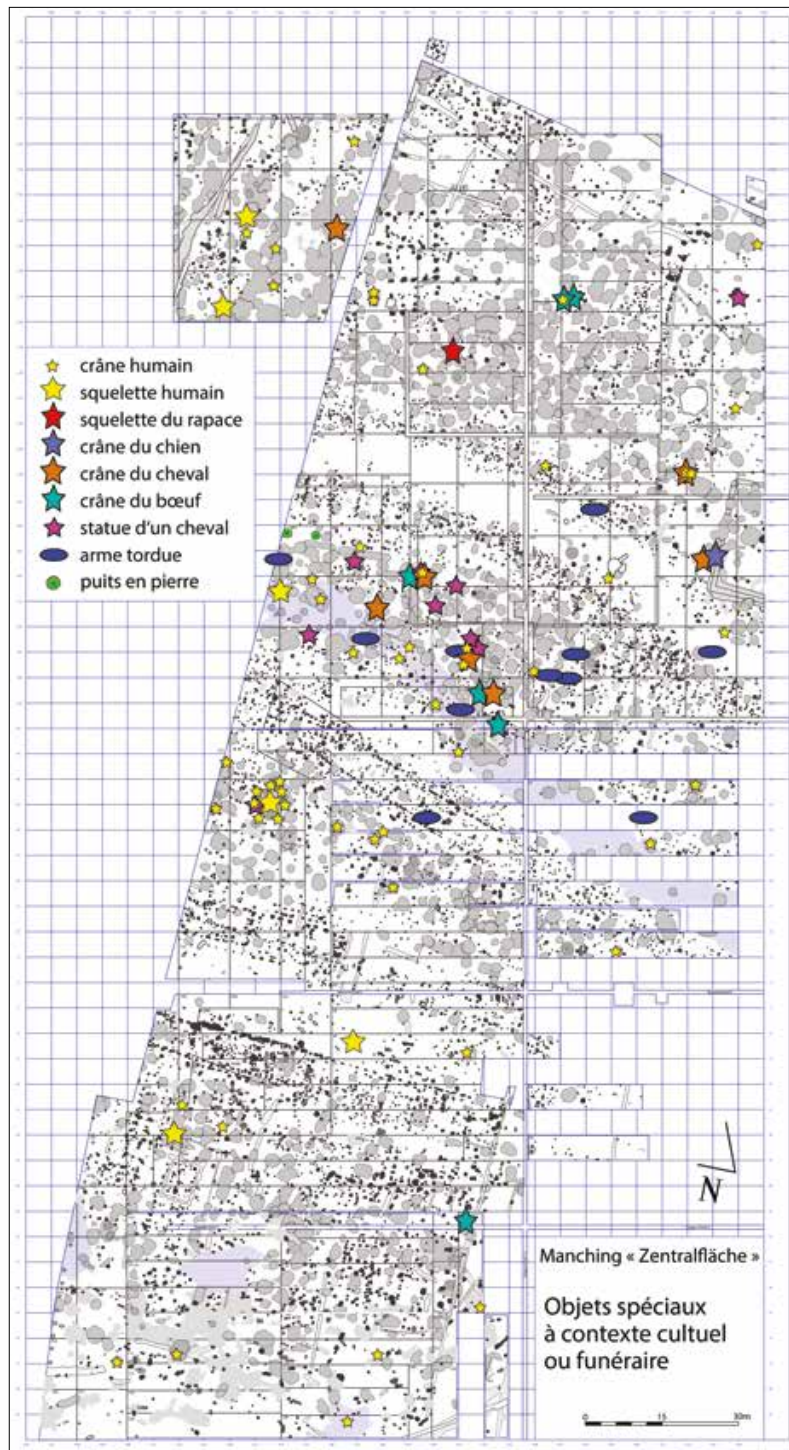 crâne humain
squelette humain
squelette du rapace
crâne du chien
crâne du cheval
crâne du bœuf
statue d'un cheval
arme tordue
puits en pierre
N
Manching « Zentralfläche »
Objets spéciaux
à contexte cultuel
ou funéraire
0 15 30m